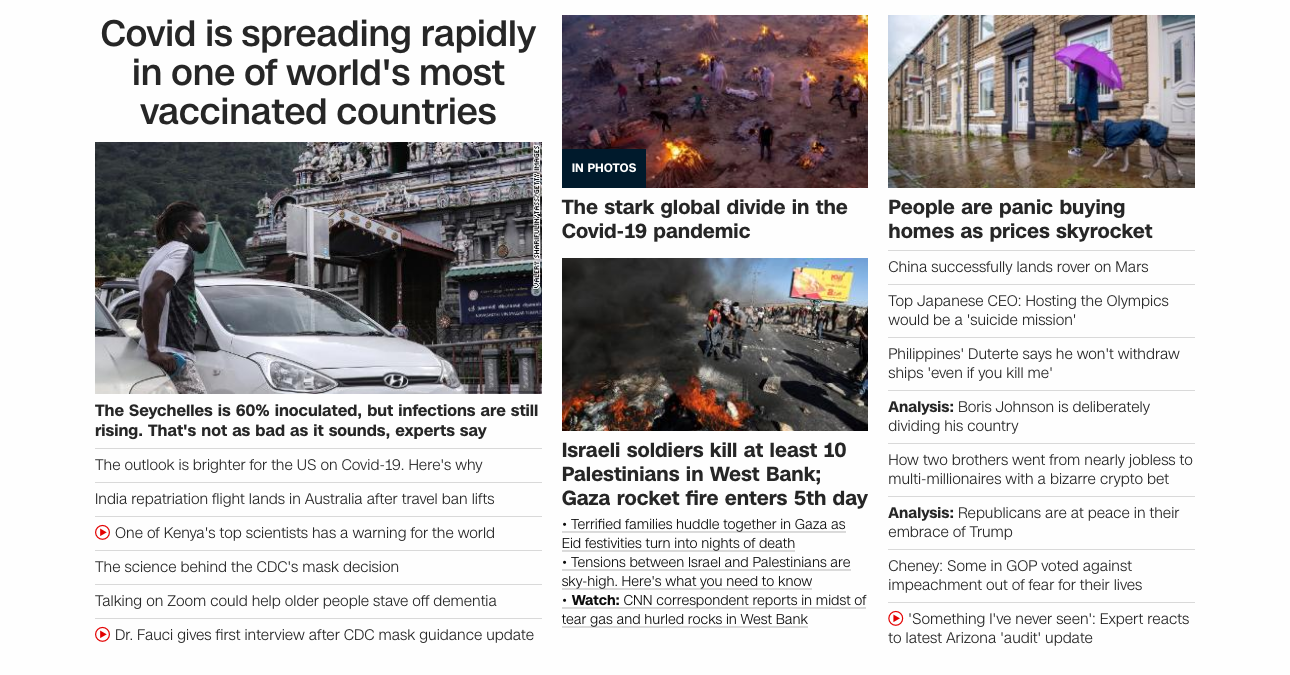 Covid is spreading rapidly
in one of world's most
vaccinated countries
VALERY SHARIFULIN/TASS/GETTY IMAGES
The Seychelles is 60% inoculated, but infections are still
rising. That's not as bad as it sounds, experts say
The outlook is brighter for the US on Covid-19. Here's why
India repatriation flight lands in Australia after travel ban lifts
One of Kenya's top scientists has a warning for the world
The science behind the CDC's mask decision
Talking on Zoom could help older people stave off dementia
Dr. Fauci gives first interview after CDC mask guidance update
IN PHOTOS
The stark global divide in the
Covid-19 pandemic
Israeli soldiers kill at least 10
Palestinians in West Bank;
Gaza rocket fire enters 5th day
• Terrified families huddle together in Gaza as
Eid festivities turn into nights of death
• Tensions between Israel and Palestinians are
sky-high. Here's what you need to know
• Watch: CNN correspondent reports in midst of
tear gas and hurled rocks in West Bank
People are panic buying
homes as prices skyrocket
China successfully lands rover on Mars
Top Japanese CEO: Hosting the Olympics
would be a 'suicide mission'
Philippines' Duterte says he won't withdraw
ships 'even if you kill me'
Analysis: Boris Johnson is deliberately
dividing his country
How two brothers went from nearly jobless to
multi-millionaires with a bizarre crypto bet
Analysis: Republicans are at peace in their
embrace of Trump
Cheney: Some in GOP voted against
impeachment out of fear for their lives
'Something I've never seen': Expert reacts
to latest Arizona 'audit' update